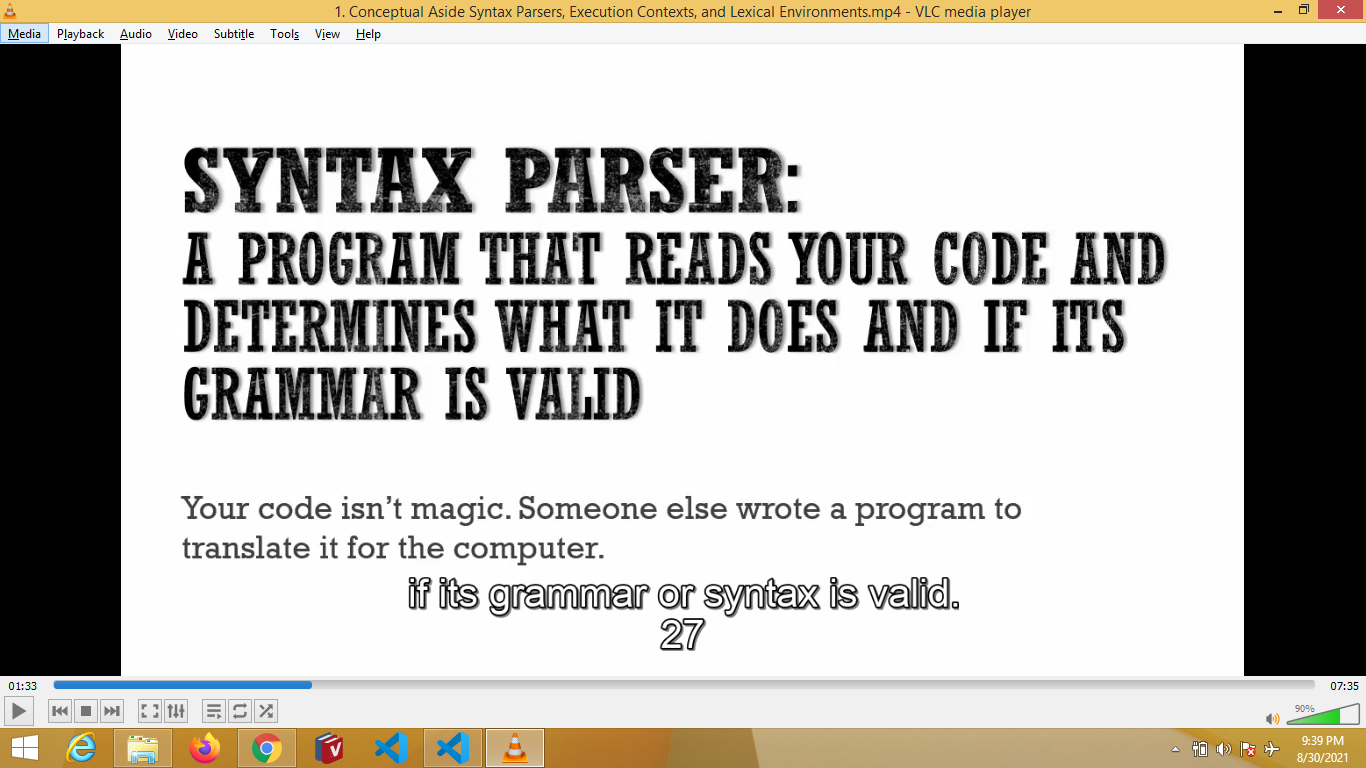 1. Conceptual Aside Syntax Parsers, Execution Contexts, and Lexical Environments.mp4 - VLC media player
Media Playback Audio Video Subtitle Tools View Help
SYNTAX PARSER:
A PROGRAM THAT READS YOUR CODE AND
DETERMINES WHAT IT DOES AND IF ITS
GRAMMAR IS VALID
Your code isn’t magic. Someone else wrote a program to
translate it for the computer.
if its grammar or syntax is valid.
27
01:33 07:35
90%
9:39 PM
8/30/2021